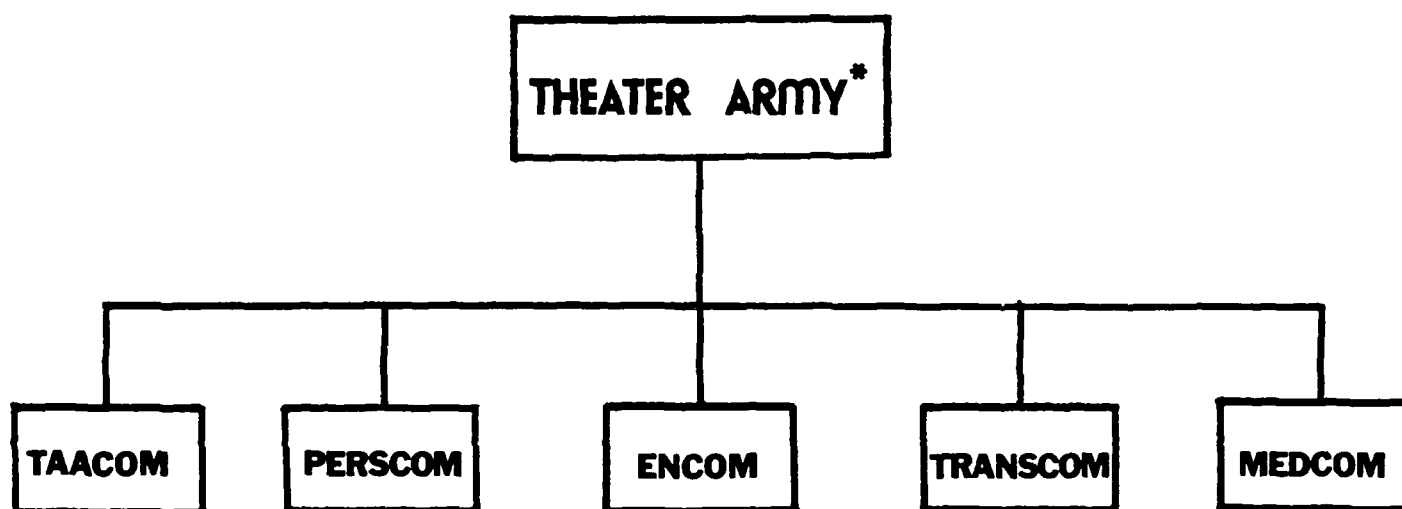 THEATER ARMY*
TAACOM
PERSCOM
ENCOM
TRANSCOM
MEDCOM